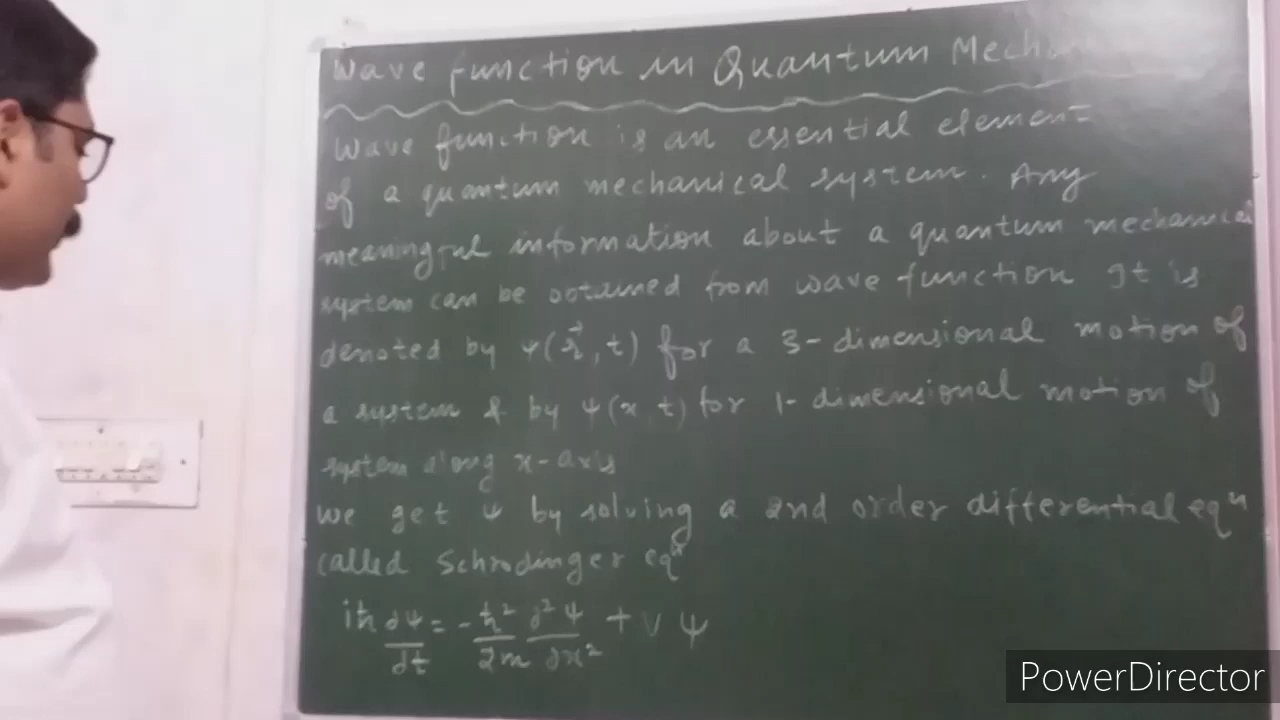 Wave function in Quantum Mecha
Wave function is an essential element
of a quantum mechanical system. Any
meaningful information about a quantum mechanical
system can be obtained from wave function It is
denoted by ψ(r⃗, t) for a 3-dimensional motion of
a system & by ψ(x, t) for 1-dimensional motion of
system along x-axis
We get ψ by solving a 2nd order differential eqn
called Schrodinger eqn
iħ ∂ψ/∂t = -ħ²/2m ∂²ψ/∂x² + V ψ
PowerDirector